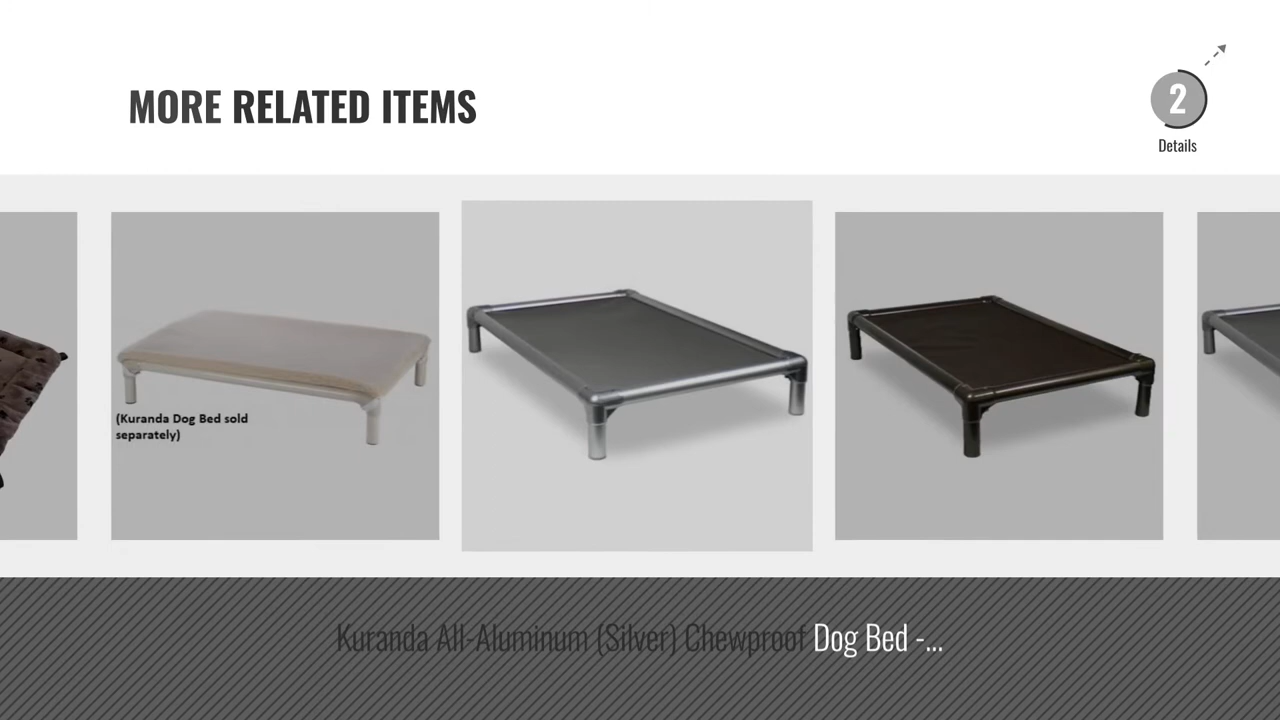 MORE RELATED ITEMS
2
Details
(Kuranda Dog Bed sold
separately)
Kuranda All-Aluminum (Silver) Chewproof Dog Bed -...